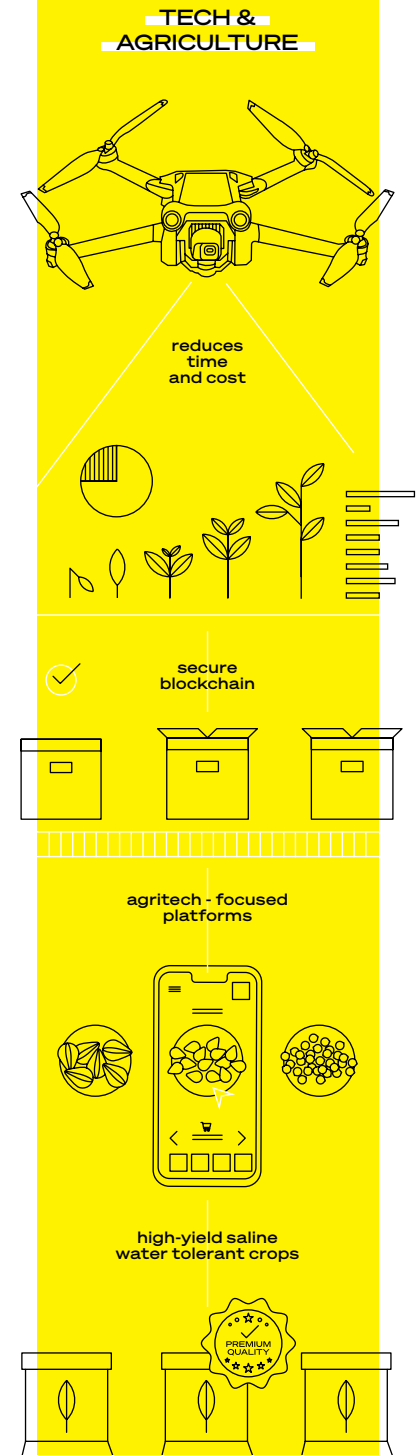 TECH &
AGRICULTURE
reduces
time
and cost
secure
blockchain
agritech - focused
platforms
high-yield saline
water tolerant crops
PREMIUM
QUALITY